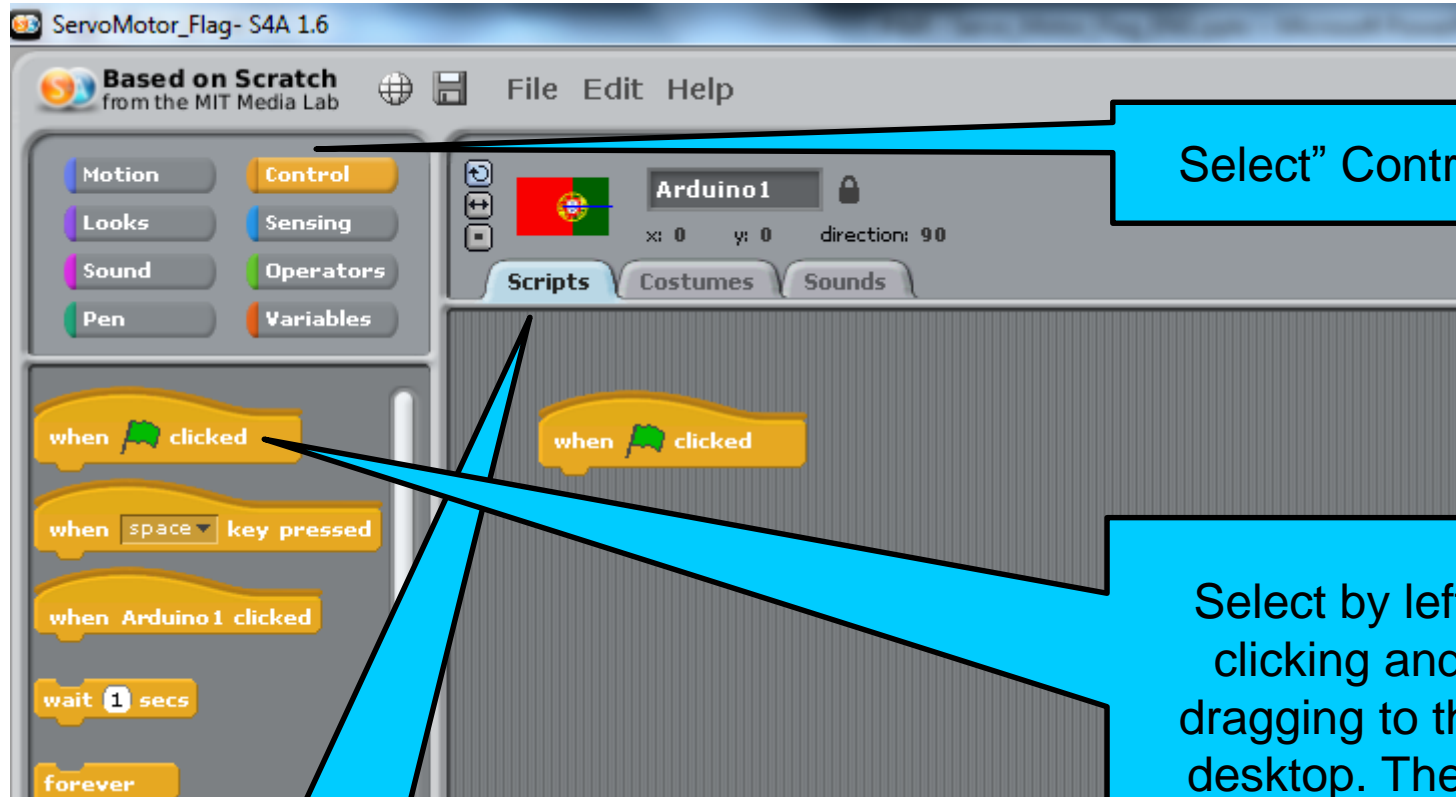 ServoMotor_Flag- S4A 1.6
Based on Scratch
from the MIT Media Lab
File Edit Help
Motion Control
Looks Sensing
Sound Operators
Pen Variables
Arduino1
x: 0 y: 0 direction: 90
Scripts Costumes Sounds
Select” Contr
when clicked
when space key pressed
when Arduino1 clicked
wait 1 secs
forever
when clicked
Select by left
clicking and
dragging to th
desktop. The